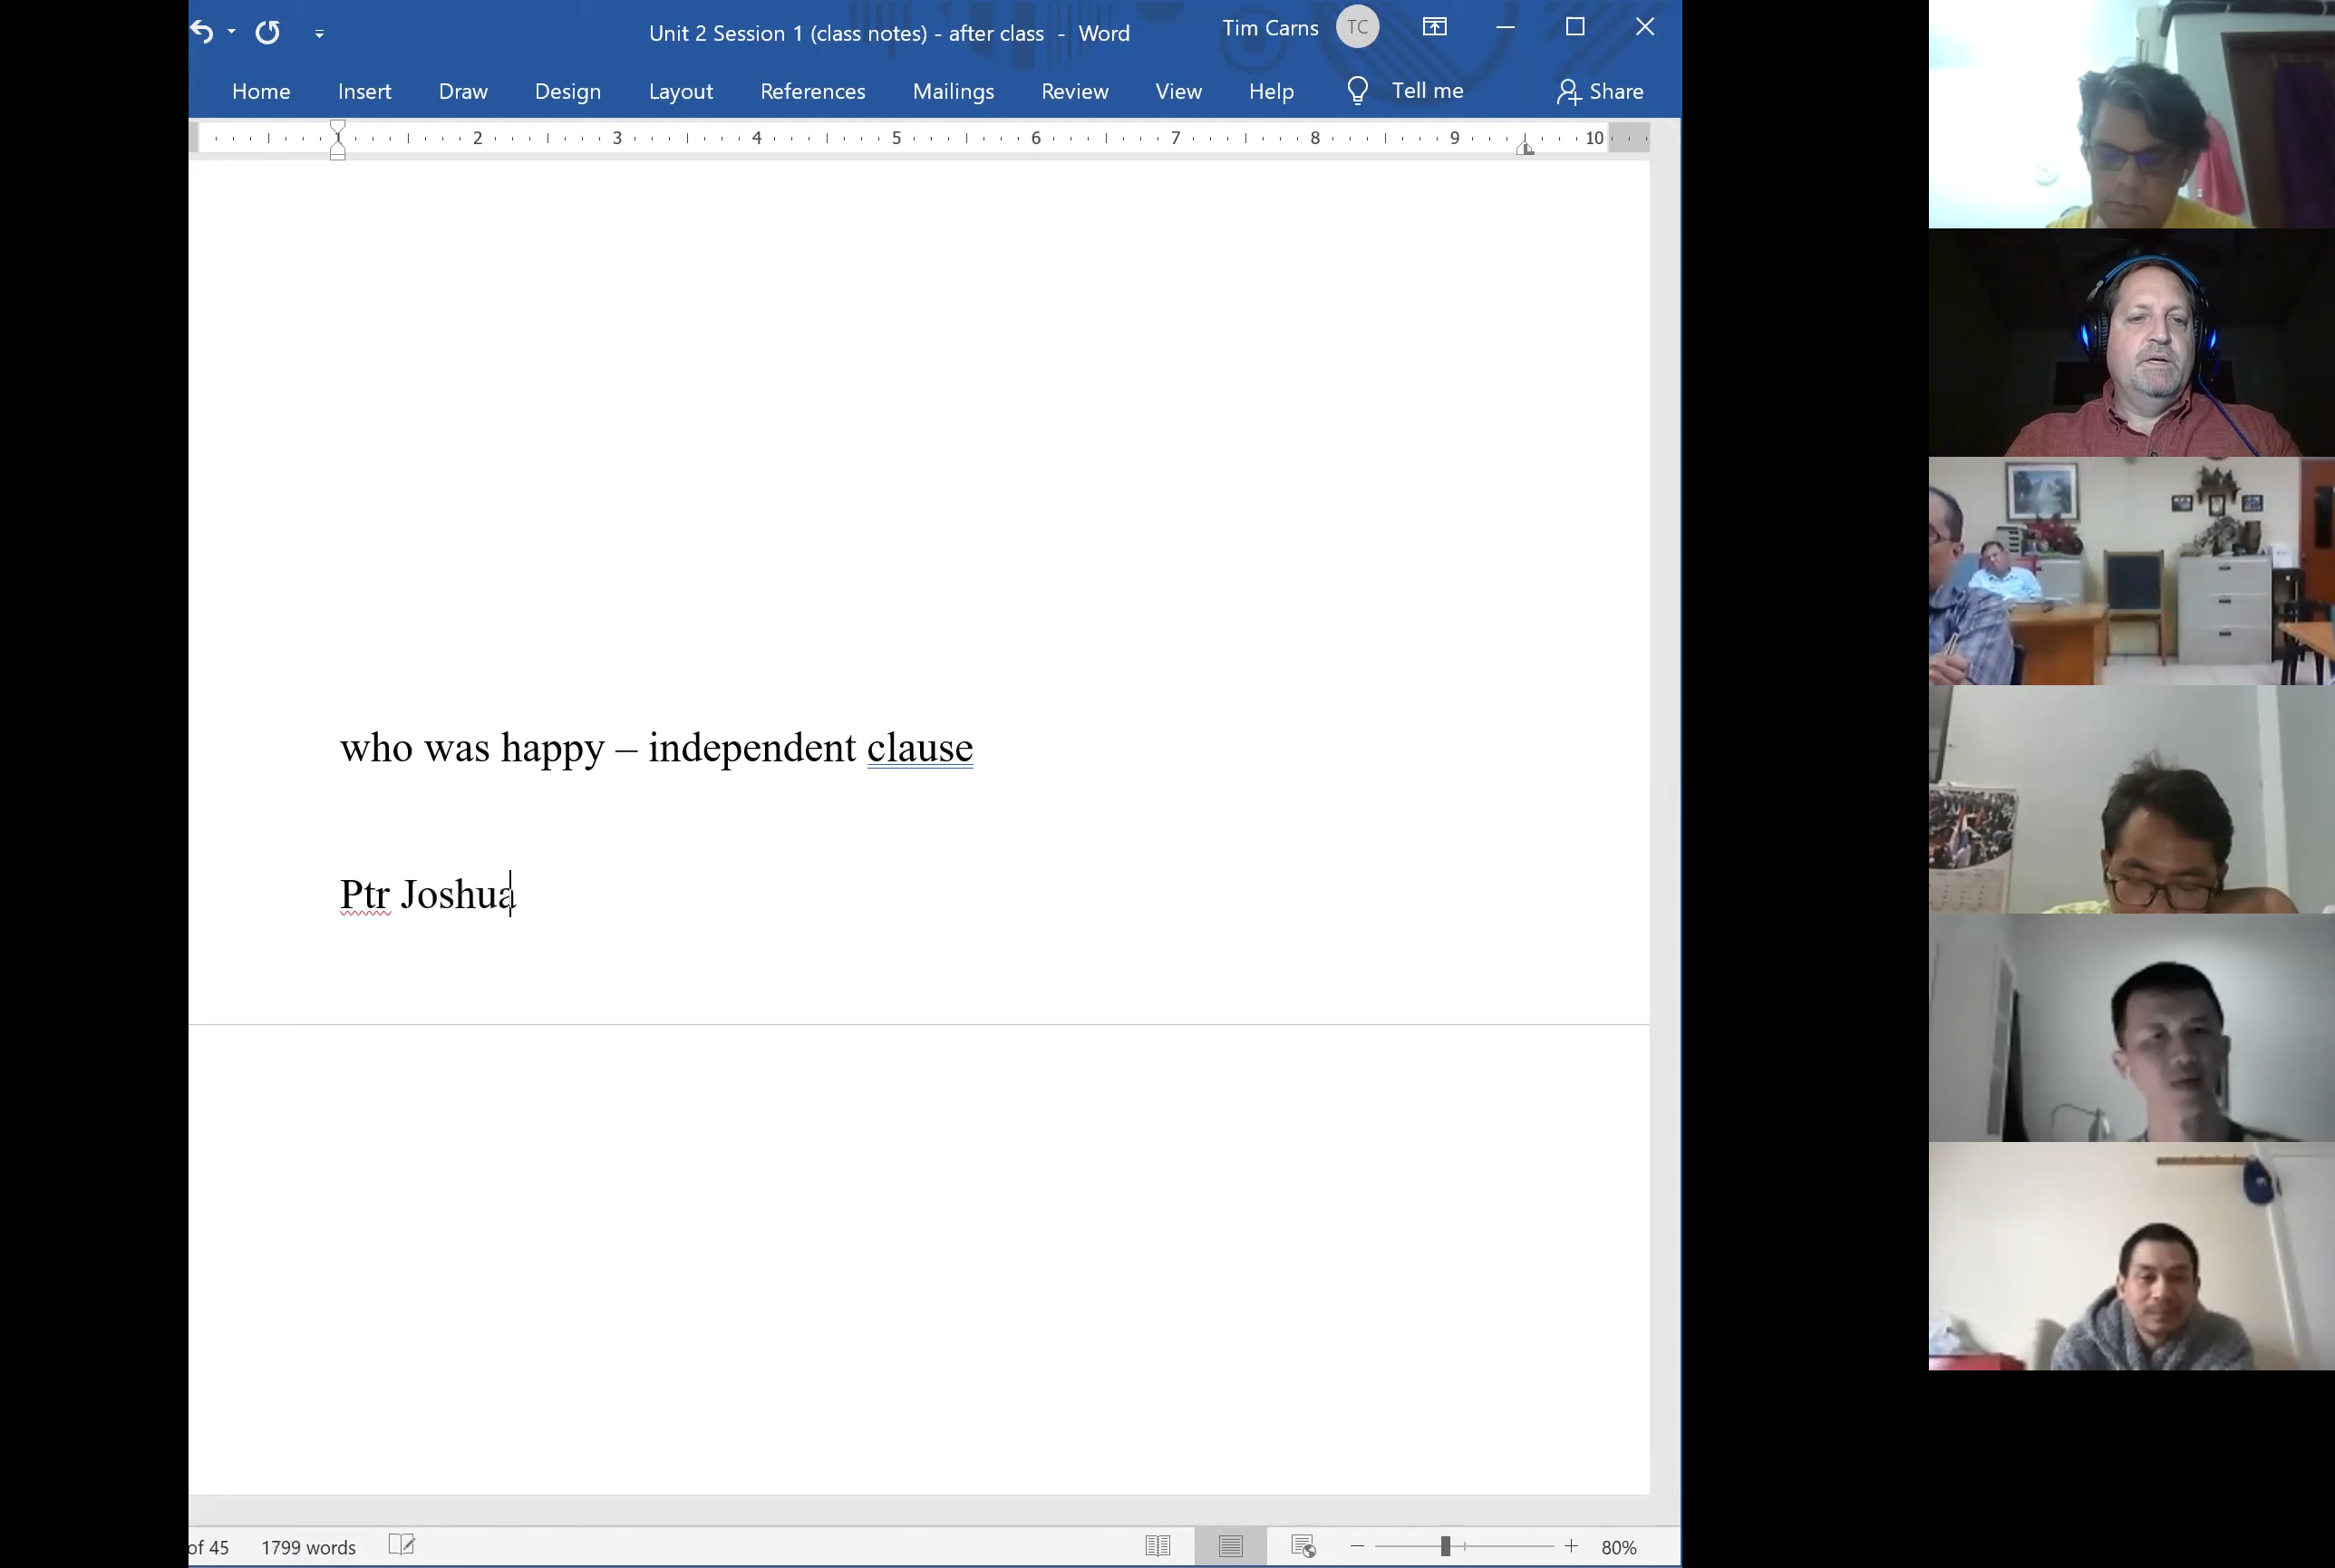 Unit 2 Session 1 (class notes) - after class - Word
Tim Carns TC
Home Insert Draw Design Layout References Mailings Review View Help Tell me Share
1 2 3 4 5 6 7 8 9 10
who was happy – independent clause
Ptr Joshua
of 45 1799 words 80%